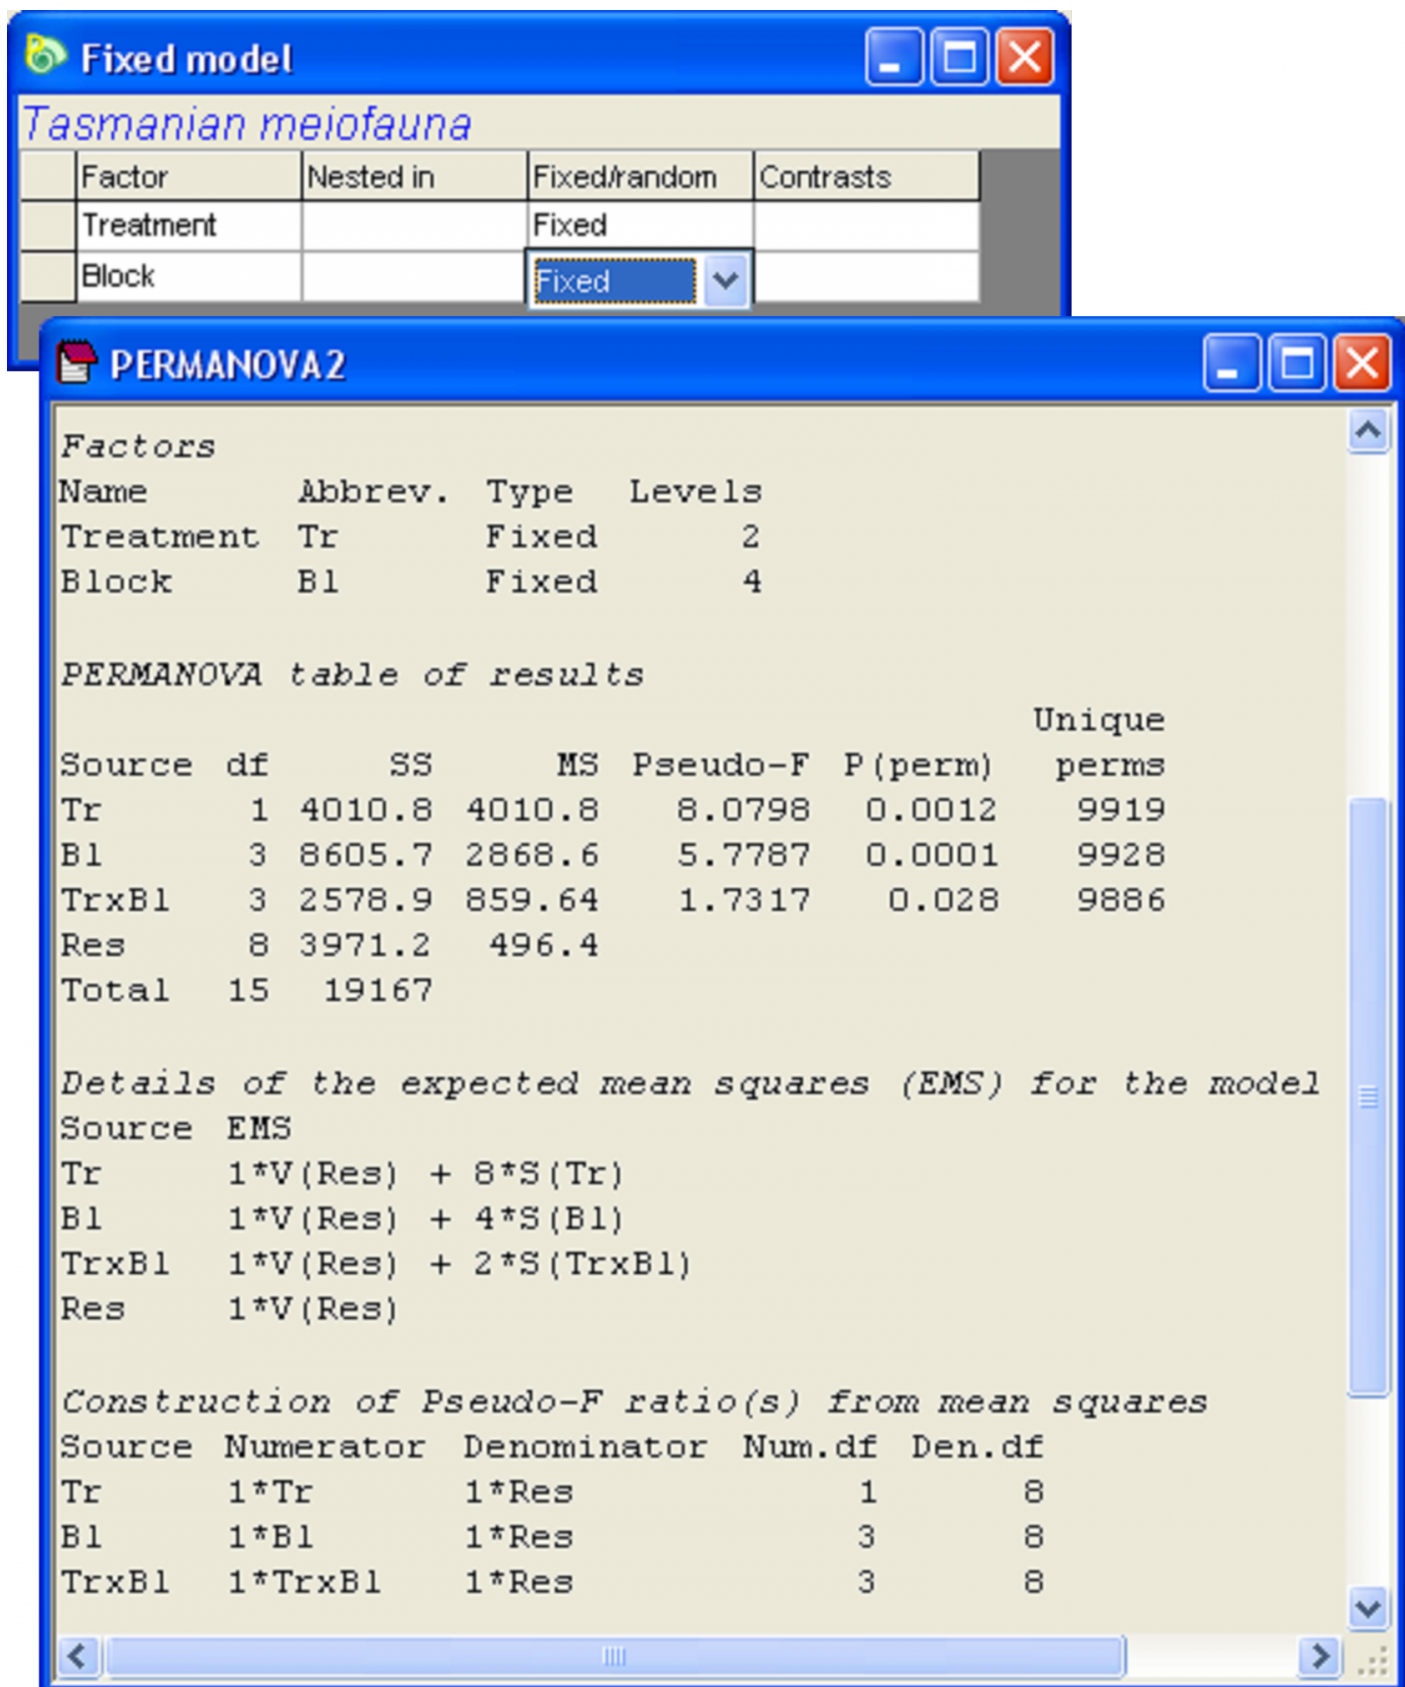 Fixed model
Tasmanian meiofauna
Factor Nested in Fixed/random Contrasts
Treatment Fixed
Block Fixed
PERMANOVA2
Factors
Name Abbrev. Type Levels
Treatment Tr Fixed 2
Block Bl Fixed 4
PERMANOVA table of results
Unique
Source df SS MS Pseudo-F P(perm) perms
Tr 1 4010.8 4010.8 8.0798 0.0012 9919
Bl 3 8605.7 2868.6 5.7787 0.0001 9928
TrxBl 3 2578.9 859.64 1.7317 0.028 9886
Res 8 3971.2 496.4
Total 15 19167
Details of the expected mean squares (EMS) for the model
Source EMS
Tr 1*V(Res) + 8*S(Tr)
Bl 1*V(Res) + 4*S(Bl)
TrxBl 1*V(Res) + 2*S(TrxBl)
Res 1*V(Res)
Construction of Pseudo-F ratio(s) from mean squares
Source Numerator Denominator Num.df Den.df
Tr 1*Tr 1*Res 1 8
Bl 1*Bl 1*Res 3 8
TrxBl 1*TrxBl 1*Res 3 8